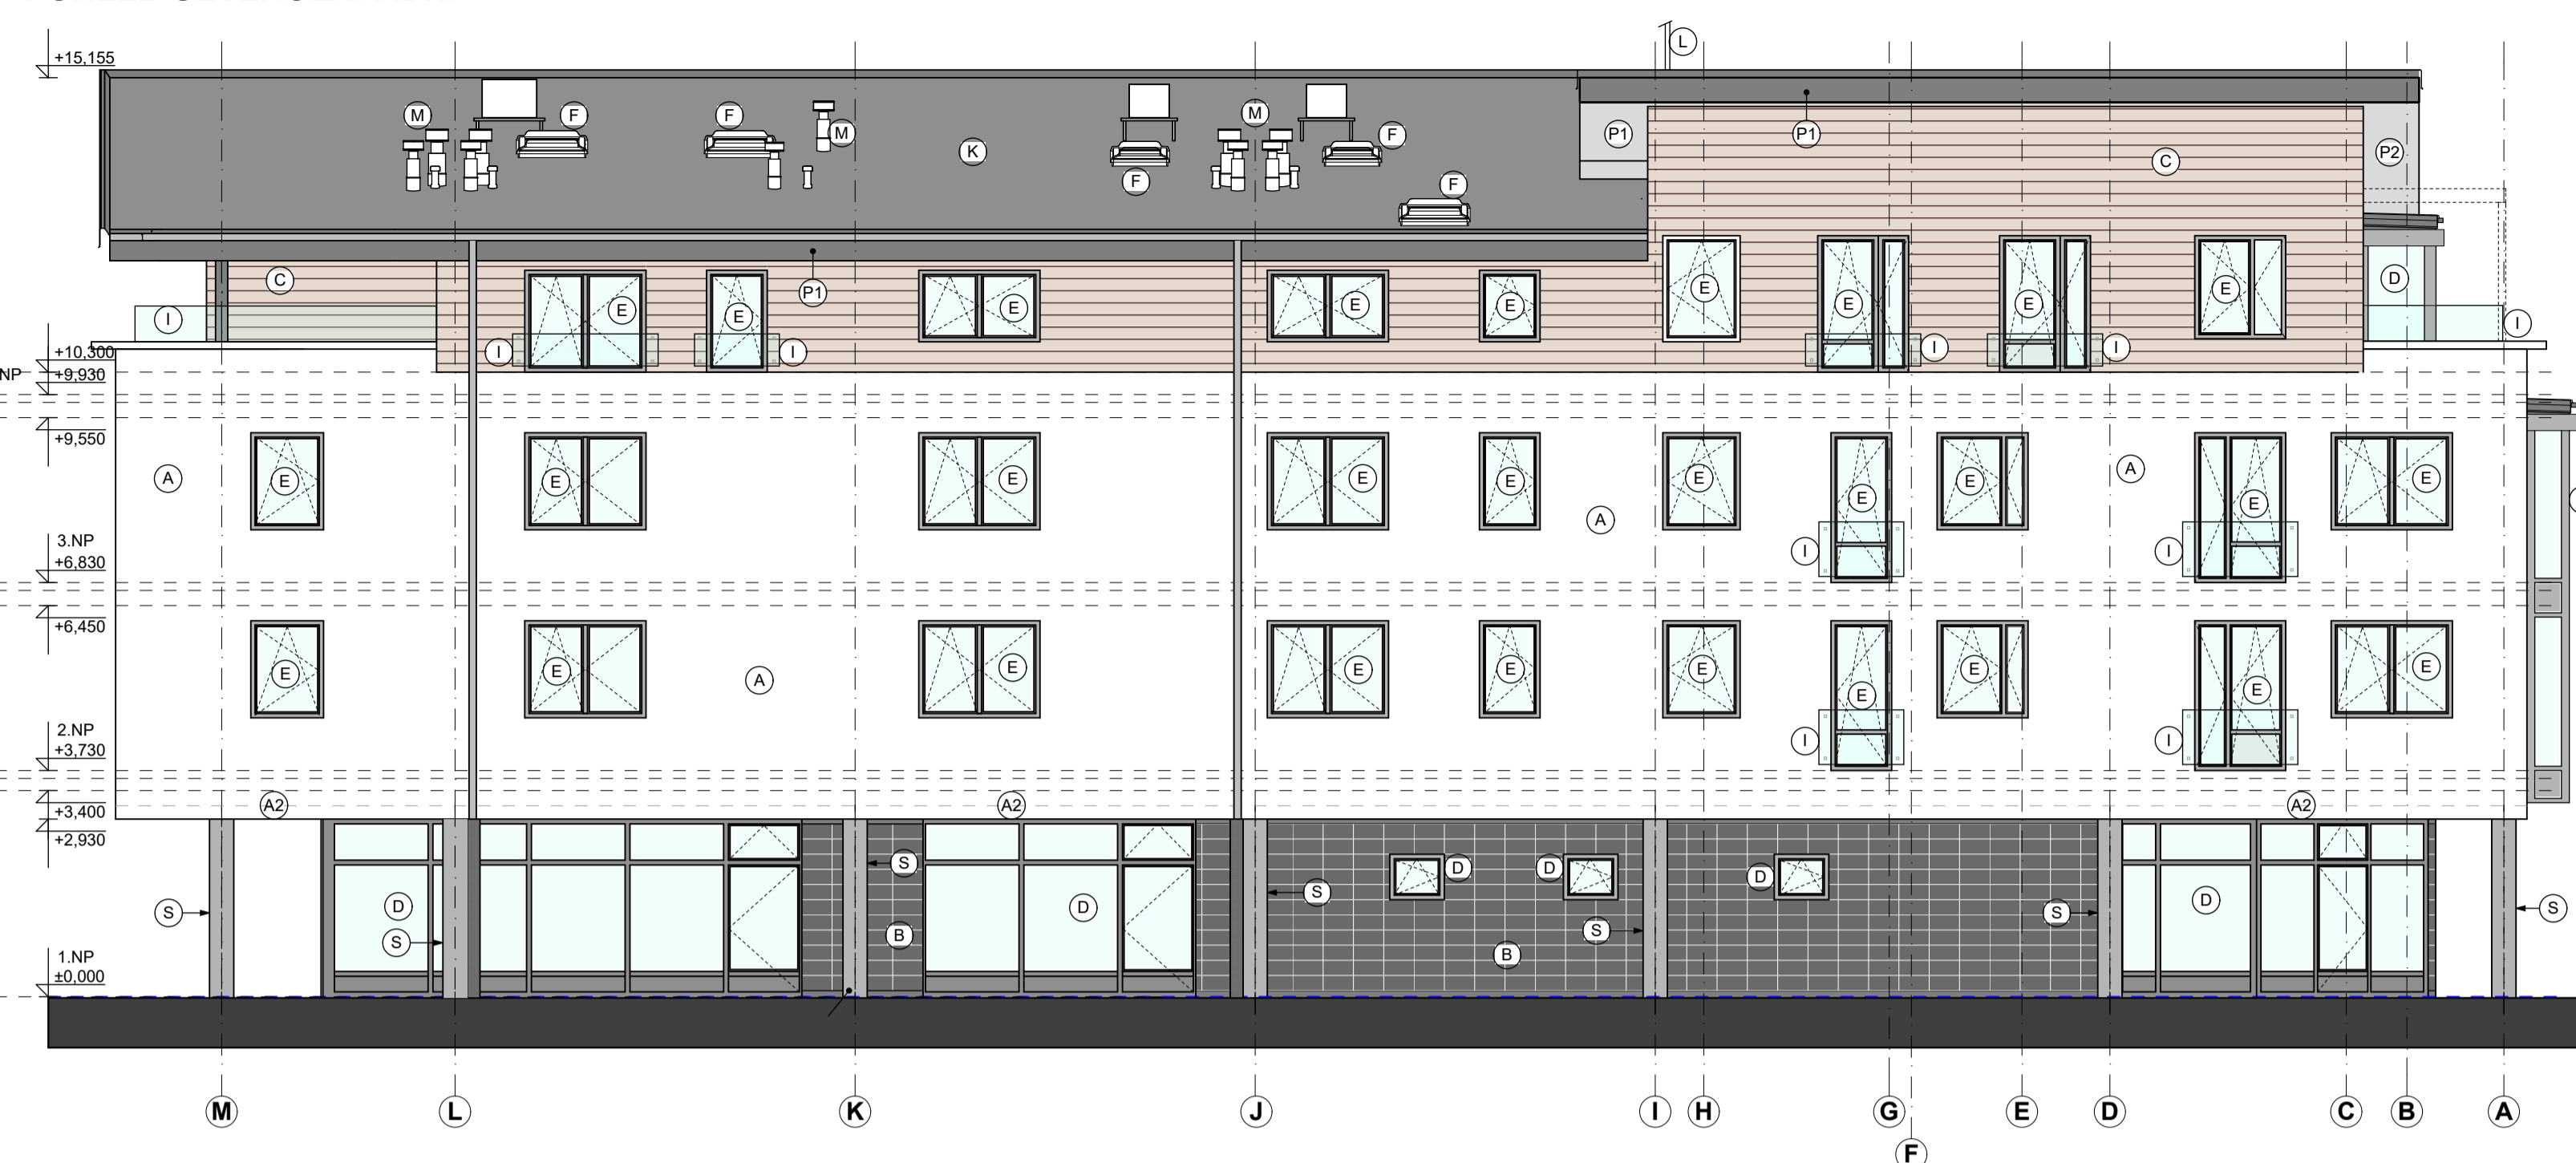 +15,155
L
M
F
F
M
M
F
F
F
K
P1
P1
C
P2
C
I
P1
E
E
E
E
E
E
E
E
E
D
I
I
I
I
I
+10,300
NP
+9,930
+9,550
A
E
E
E
E
E
E
E
E
E
E
A
A
I
I
3.NP
+6,830
+6,450
E
E
A
E
E
E
E
E
E
E
E
I
I
2.NP
+3,730
A2
A2
A2
+3,400
+2,930
S
D
S
S
B
D
S
D
D
S
B
D
S
D
S
1.NP
±0,000
M
L
K
J
I
H
G
E
D
C
B
A
F